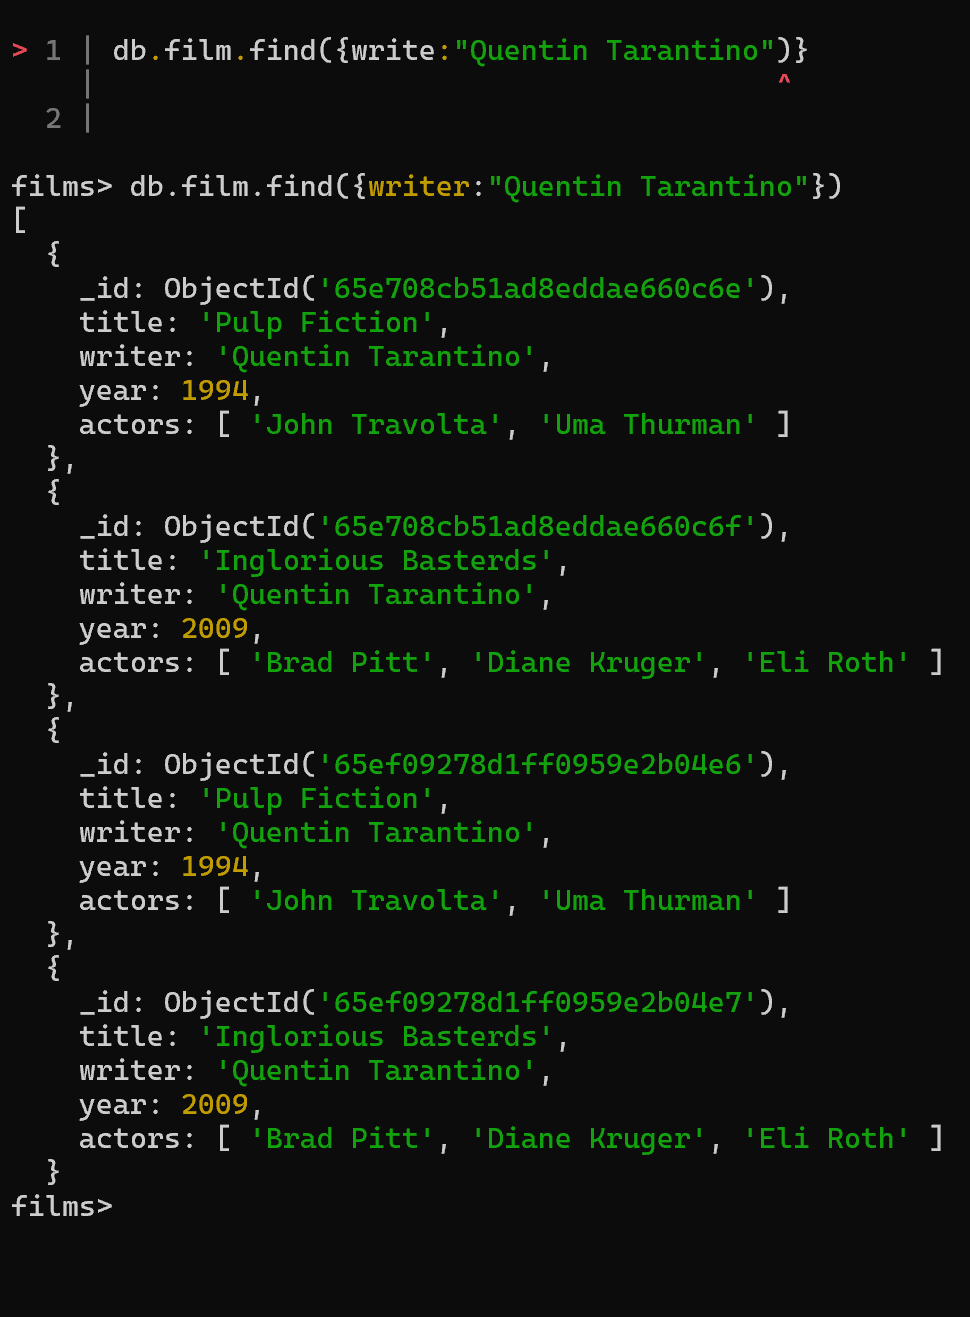 > 1 | db.film.find({write:"Quentin Tarantino")}
|                                         ^
2 |
films> db.film.find({writer:"Quentin Tarantino"})
[
  {
    _id: ObjectId('65e708cb51ad8eddae660c6e'),
    title: 'Pulp Fiction',
    writer: 'Quentin Tarantino',
    year: 1994,
    actors: [ 'John Travolta', 'Uma Thurman' ]
  },
  {
    _id: ObjectId('65e708cb51ad8eddae660c6f'),
    title: 'Inglorious Basterds',
    writer: 'Quentin Tarantino',
    year: 2009,
    actors: [ 'Brad Pitt', 'Diane Kruger', 'Eli Roth' ]
  },
  {
    _id: ObjectId('65ef09278d1ff0959e2b04e6'),
    title: 'Pulp Fiction',
    writer: 'Quentin Tarantino',
    year: 1994,
    actors: [ 'John Travolta', 'Uma Thurman' ]
  },
  {
    _id: ObjectId('65ef09278d1ff0959e2b04e7'),
    title: 'Inglorious Basterds',
    writer: 'Quentin Tarantino',
    year: 2009,
    actors: [ 'Brad Pitt', 'Diane Kruger', 'Eli Roth' ]
  }
films>